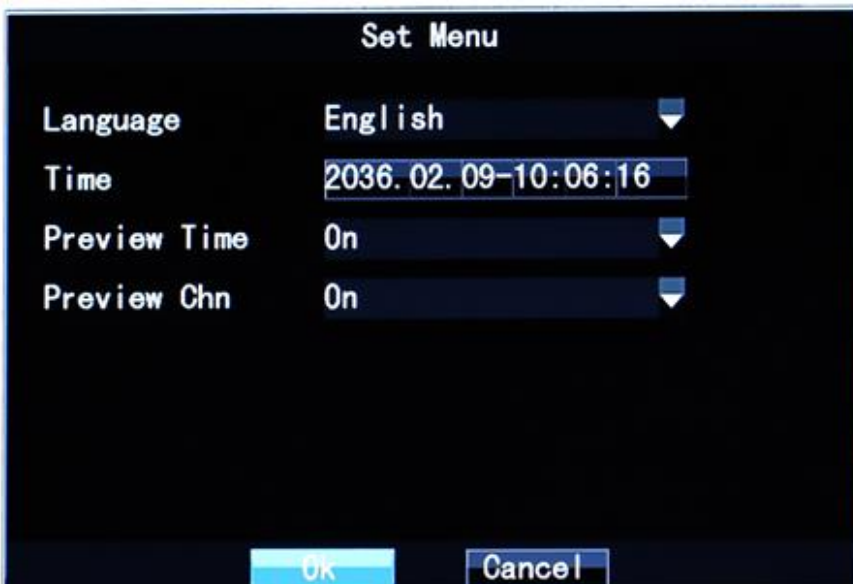 Set Menu
Language English
Time 2036.02.09-10:06:16
Preview Time On
Preview Chn On
Ok Cancel